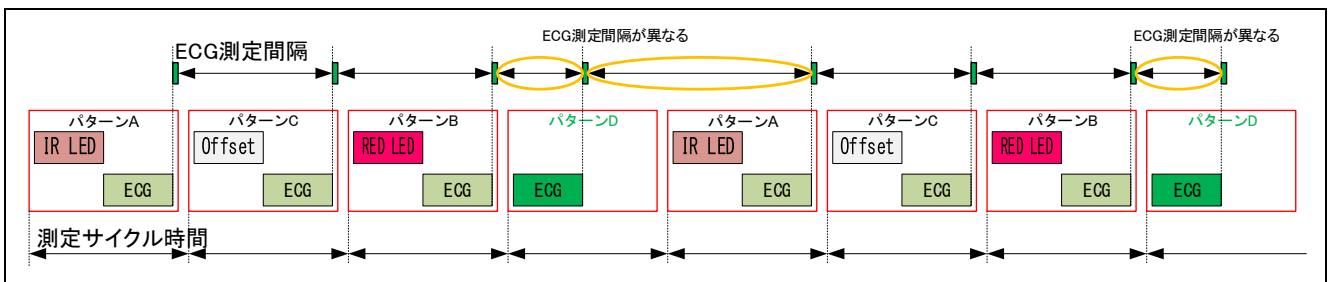 ECG測定間隔が異なる
ECG測定間隔が異なる
ECG測定間隔
パターンA
パターンC
パターンB
パターンD
パターンA
パターンC
パターンB
パターンD
IR LED
Offset
RED LED
IR LED
Offset
RED LED
ECG
ECG
ECG
ECG
ECG
ECG
ECG
ECG
測定サイクル時間